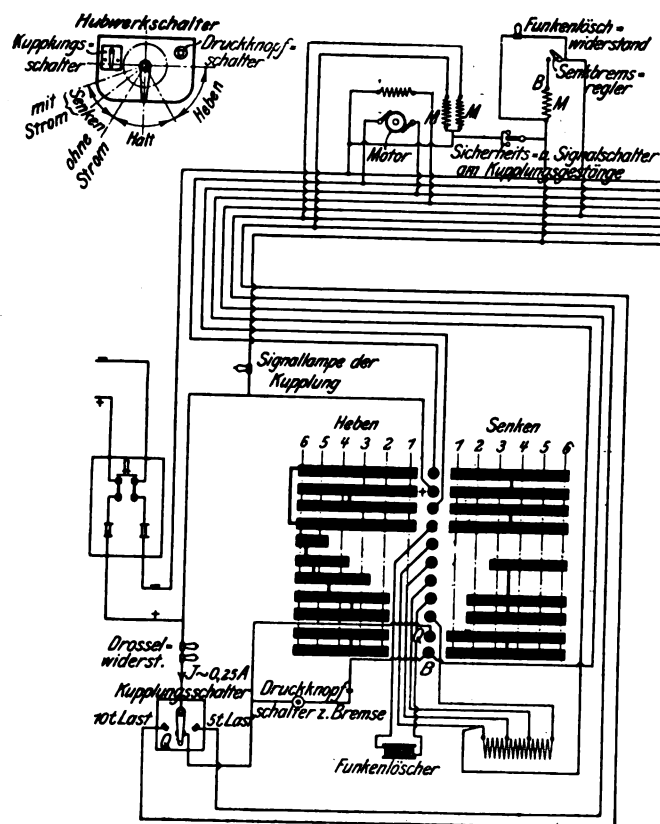 Hubwerkschalter
Kupplungs=
schalter
Druckknopf=
schalter
mit
Strom
Senken
ohne
Strom
Halt
Heben
M
M
Motor
Funkenlösch=
widerstand
Senkbrems=
regler
B
M
Sicherheits= u. Signalschalter
am Kupplungsgestänge
Signallampe der
Kupplung
Heben
6 5 4 3 2 1
Senken
1 2 3 4 5 6
−
+
+
−
+
Q
B
Drossel=
widerst.
J~0,25A
Kupplungsschalter
10t Last
5t Last
Q
Druckknopf=
schalter z. Bremse
Funkenlöscher